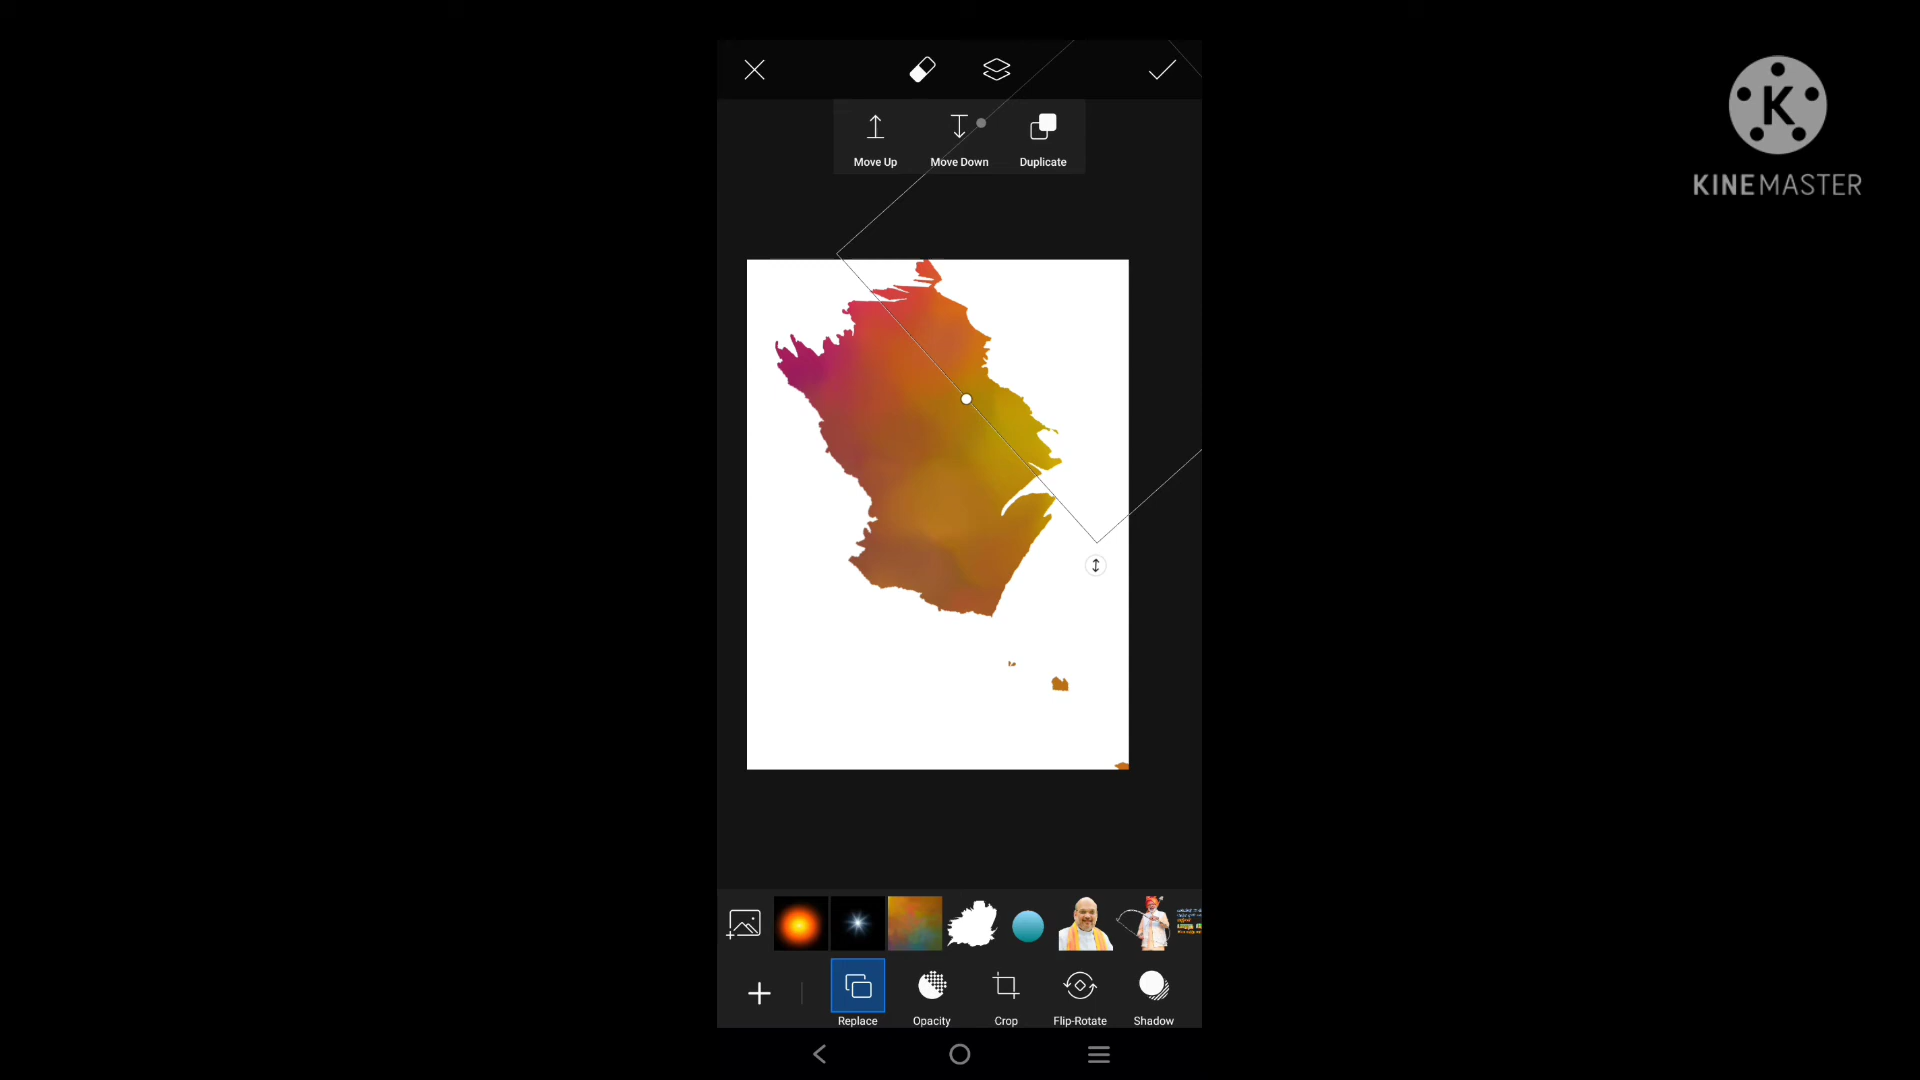 KINEMASTER
Move Up
Move Down
Duplicate
Replace
Opacity
Crop
Flip-Rotate
Shadow